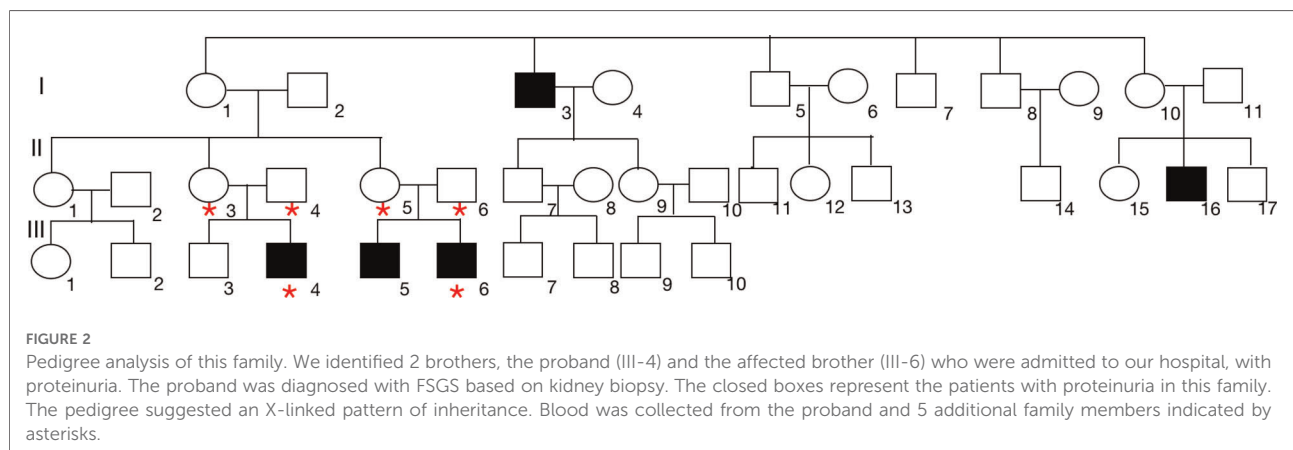 I
1 2 3 4 5 6 7 8 9 10 11
II
1 2 * 3 * 4 * 5 * 6 7 8 9 10 11 12 13 14 15 16 17
III
1 2 3 * 4 5 * 6 7 8 9 10
FIGURE 2
Pedigree analysis of this family. We identified 2 brothers, the proband (III-4) and the affected brother (III-6) who were admitted to our hospital, with
proteinuria. The proband was diagnosed with FSGS based on kidney biopsy. The closed boxes represent the patients with proteinuria in this family.
The pedigree suggested an X-linked pattern of inheritance. Blood was collected from the proband and 5 additional family members indicated by
asterisks.